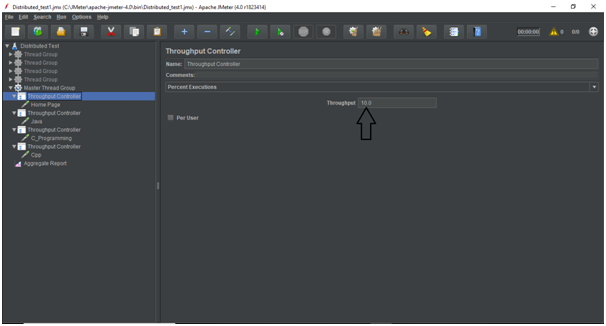 Distributed_test1.jmx (C:\JMeter\apache-jmeter-4.0\bin\Distributed_test1.jmx) - Apache JMeter (4.0 r1823414)
File Edit Search Run Options Help
00:00:00 0 0/0
Distributed Test
Thread Group
Thread Group
Thread Group
Thread Group
Master Thread Group
Throughput Controller
Home Page
Throughput Controller
Java
Throughput Controller
C_Programming
Throughput Controller
Cpp
Aggregate Report
Throughput Controller
Name: Throughput Controller
Comments:
Percent Executions
Throughput 10.0
Per User